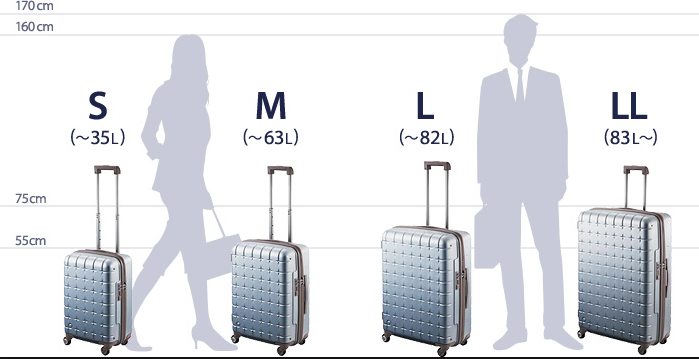 170cm
160cm
S
(～35L)
M
(～63L)
L
(～82L)
LL
(83L～)
75cm
55cm